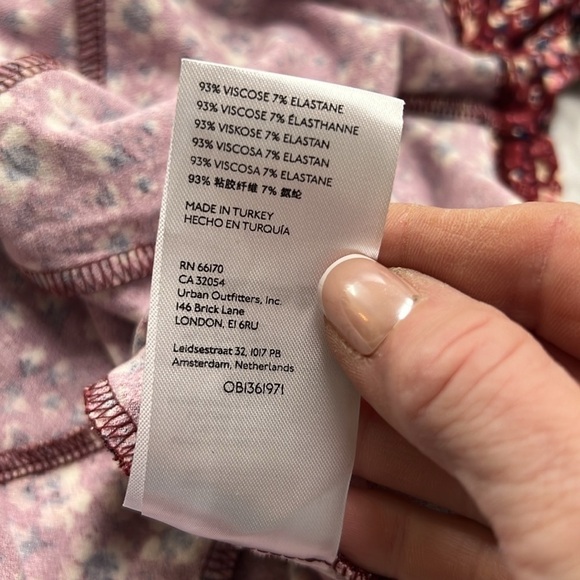 93% VISCOSE 7% ELASTANE
93% VISCOSE 7% ÉLASTHANNE
93% VISKOSE 7% ELASTAN
93% VISCOSA 7% ELASTAN
93% VISCOSA 7% ELASTANE
93% 粘胶纤维 7% 氨纶
MADE IN TURKEY
HECHO EN TURQUÍA
RN 66170
CA 32054
Urban Outfitters, Inc.
146 Brick Lane
LONDON, E1 6RU
Leidsestraat 32, 1017 PB
Amsterdam, Netherlands
OB1361971